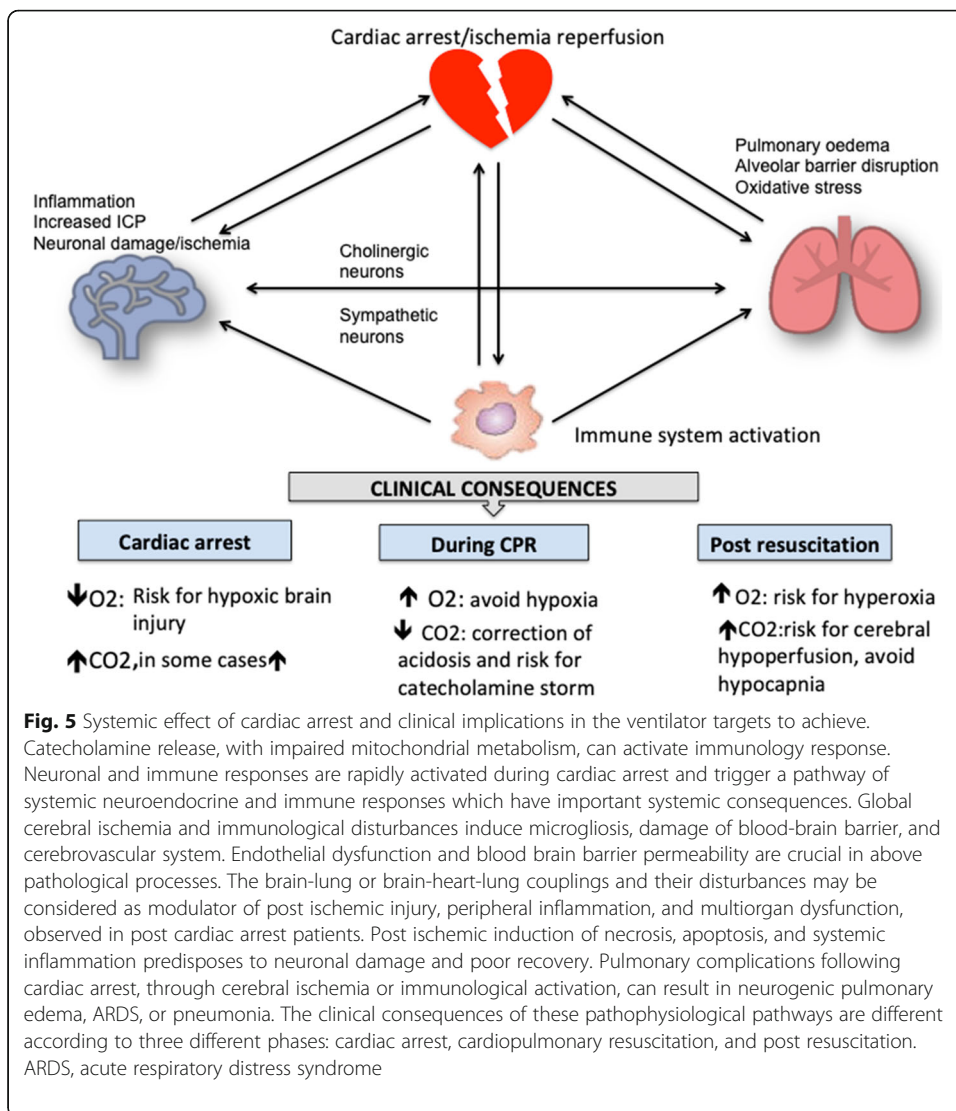 Cardiac arrest/ischemia reperfusion
Pulmonary oedema
Alveolar barrier disruption
Oxidative stress
Inflammation
Increased ICP
Neuronal damage/ischemia
Cholinergic
neurons
Sympathetic
neurons
Immune system activation
CLINICAL CONSEQUENCES
Cardiac arrest
🡇O2: Risk for hypoxic brain
injury
🡅CO2,in some cases🡅
During CPR
🡅 O2: avoid hypoxia
🡇 CO2: correction of
acidosis and risk for
catecholamine storm
Post resuscitation
🡅 O2: risk for hyperoxia
🡅CO2:risk for cerebral
hypoperfusion, avoid
hypocapnia
Fig. 5 Systemic effect of cardiac arrest and clinical implications in the ventilator targets to achieve.
Catecholamine release, with impaired mitochondrial metabolism, can activate immunology response.
Neuronal and immune responses are rapidly activated during cardiac arrest and trigger a pathway of
systemic neuroendocrine and immune responses which have important systemic consequences. Global
cerebral ischemia and immunological disturbances induce microgliosis, damage of blood-brain barrier, and
cerebrovascular system. Endothelial dysfunction and blood brain barrier permeability are crucial in above
pathological processes. The brain-lung or brain-heart-lung couplings and their disturbances may be
considered as modulator of post ischemic injury, peripheral inflammation, and multiorgan dysfunction,
observed in post cardiac arrest patients. Post ischemic induction of necrosis, apoptosis, and systemic
inflammation predisposes to neuronal damage and poor recovery. Pulmonary complications following
cardiac arrest, through cerebral ischemia or immunological activation, can result in neurogenic pulmonary
edema, ARDS, or pneumonia. The clinical consequences of these pathophysiological pathways are different
according to three different phases: cardiac arrest, cardiopulmonary resuscitation, and post resuscitation.
ARDS, acute respiratory distress syndrome